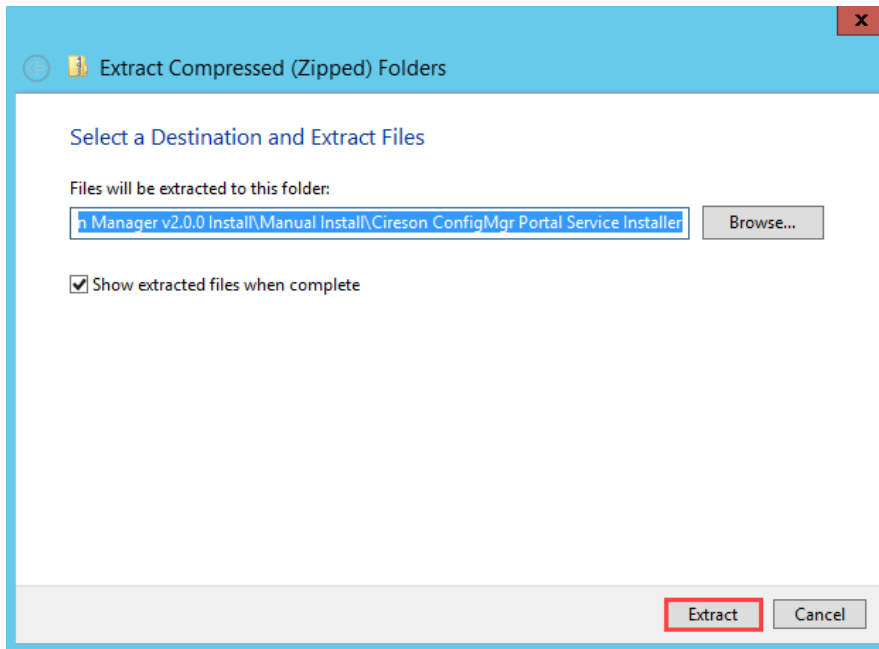 x
Extract Compressed (Zipped) Folders
Select a Destination and Extract Files
Files will be extracted to this folder:
n Manager v2.0.0 Install\Manual Install\Cireson ConfigMgr Portal Service Installer
Browse...
Show extracted files when complete
Extract
Cancel